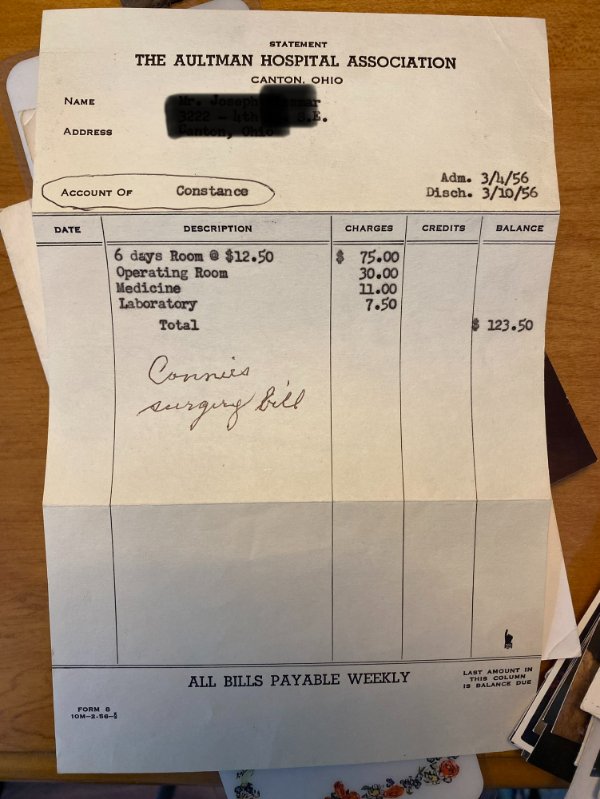 STATEMENT
THE AULTMAN HOSPITAL ASSOCIATION
CANTON, OHIO
NAME
ADDRESS
Adm. 3/4/56
ACCOUNT OF Constance Disch. 3/10/56
DATE DESCRIPTION CHARGES CREDITS BALANCE
6 days Room @ $12.50 $ 75.00
Operating Room 30.00
Medicine 11.00
Laboratory 7.50
Total $ 123.50
Connies
surgery bill
ALL BILLS PAYABLE WEEKLY
LAST AMOUNT IN
THIS COLUMN
IS BALANCE DUE
FORM 8